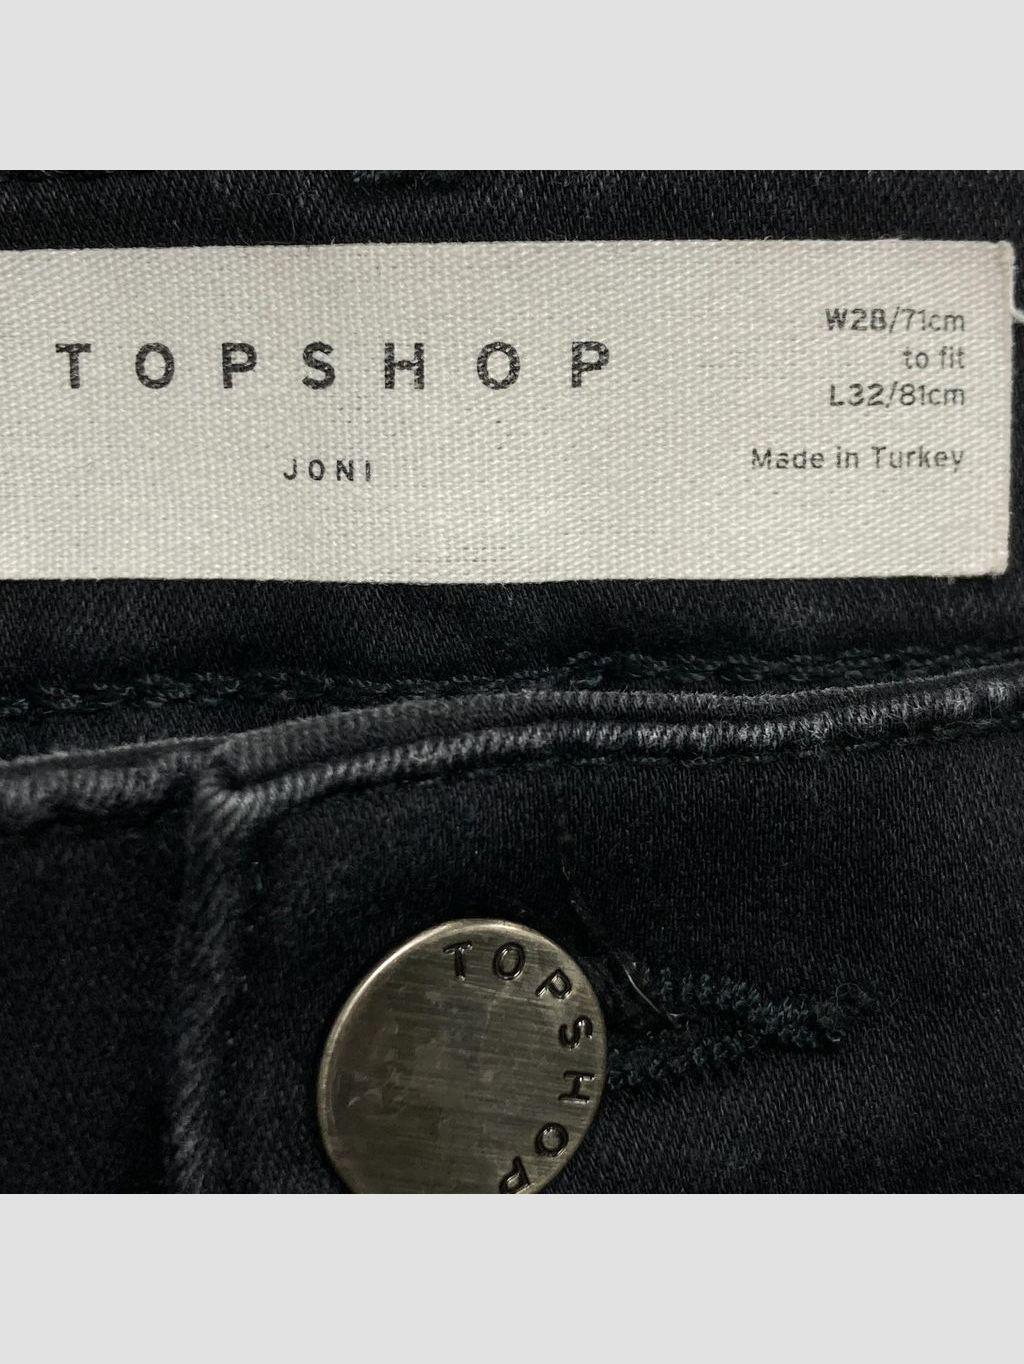 TOPSHOP
JONI
W28/71cm
to fit
L32/81cm
Made in Turkey
TOPSHOP